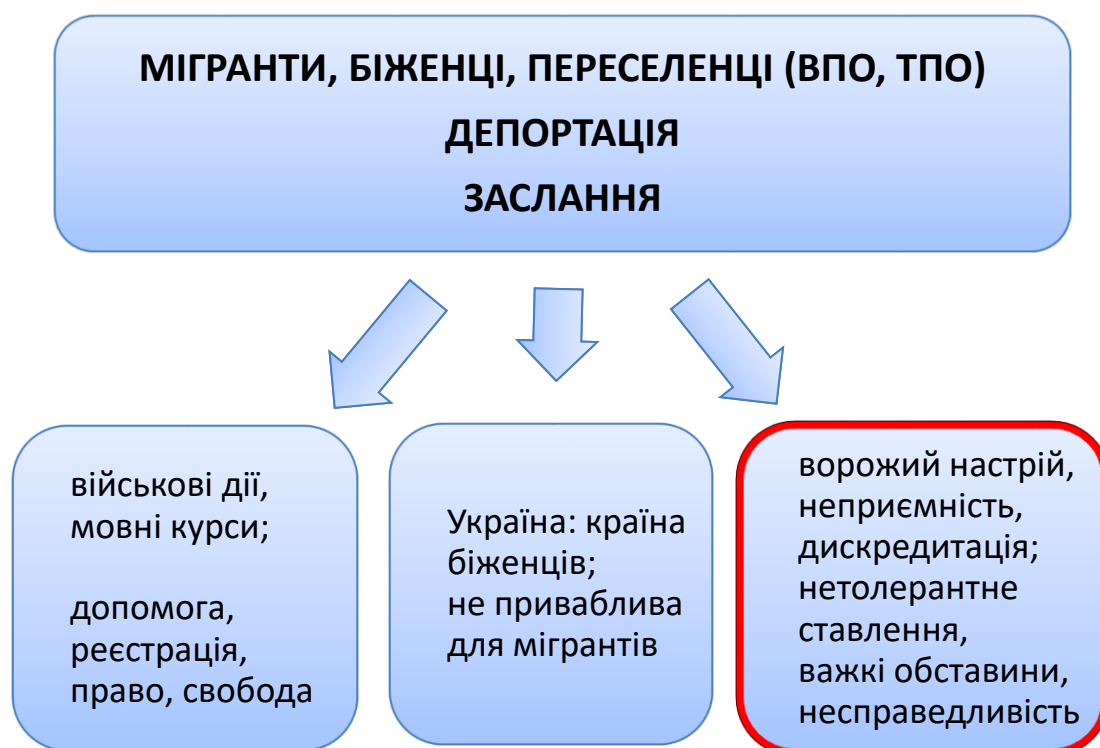 МІГРАНТИ, БІЖЕНЦІ, ПЕРЕСЕЛЕНЦІ (ВПО, ТПО)
ДЕПОРТАЦІЯ
ЗАСЛАННЯ
військові дії,
мовні курси;
допомога,
реєстрація,
право, свобода
Україна: країна
біженців;
не приваблива
для мігрантів
ворожий настрій,
неприємність,
дискредитація;
нетолерантне
ставлення,
важкі обставини,
несправедливість